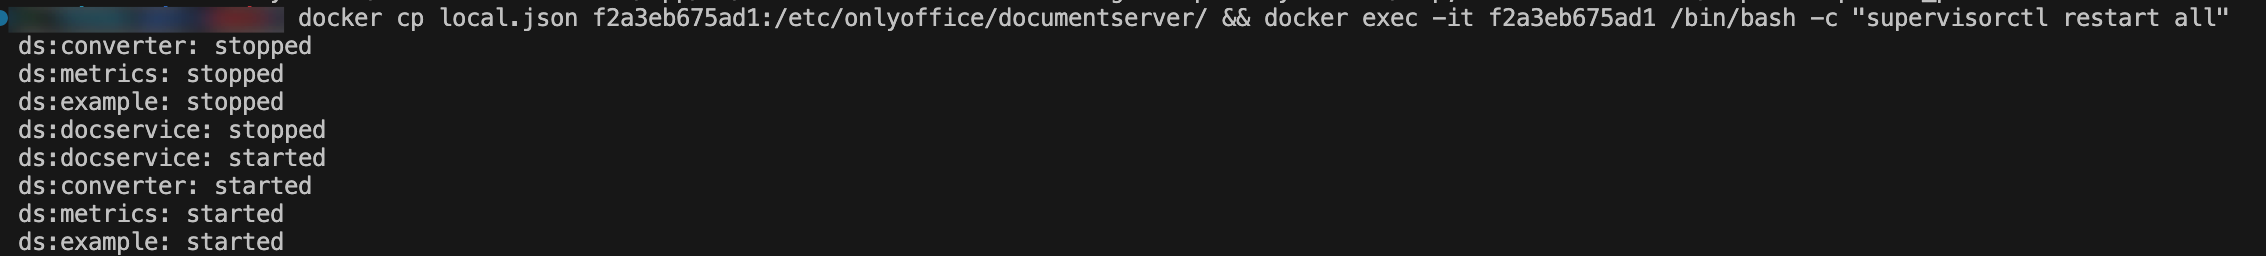 docker cp local.json f2a3eb675ad1:/etc/onlyoffice/documentserver/ && docker exec -it f2a3eb675ad1 /bin/bash -c "supervisorctl restart all"
ds:converter: stopped
ds:metrics: stopped
ds:example: stopped
ds:docservice: stopped
ds:docservice: started
ds:converter: started
ds:metrics: started
ds:example: started